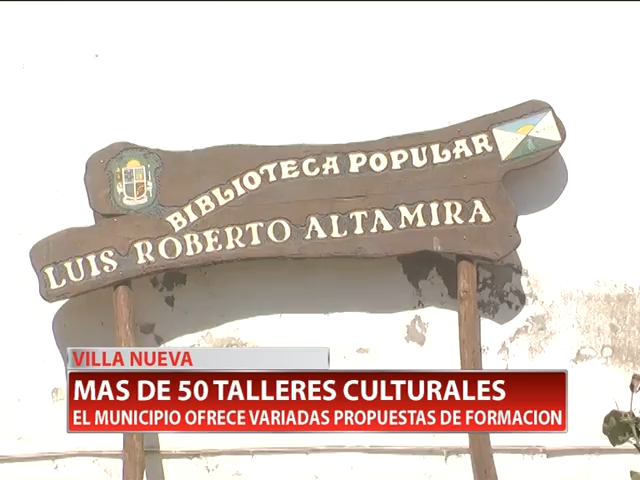 BIBLIOTECA POPULAR
LUIS ROBERTO ALTAMIRA
VILLA NUEVA
MAS DE 50 TALLERES CULTURALES
EL MUNICIPIO OFRECE VARIADAS PROPUESTAS DE FORMACION